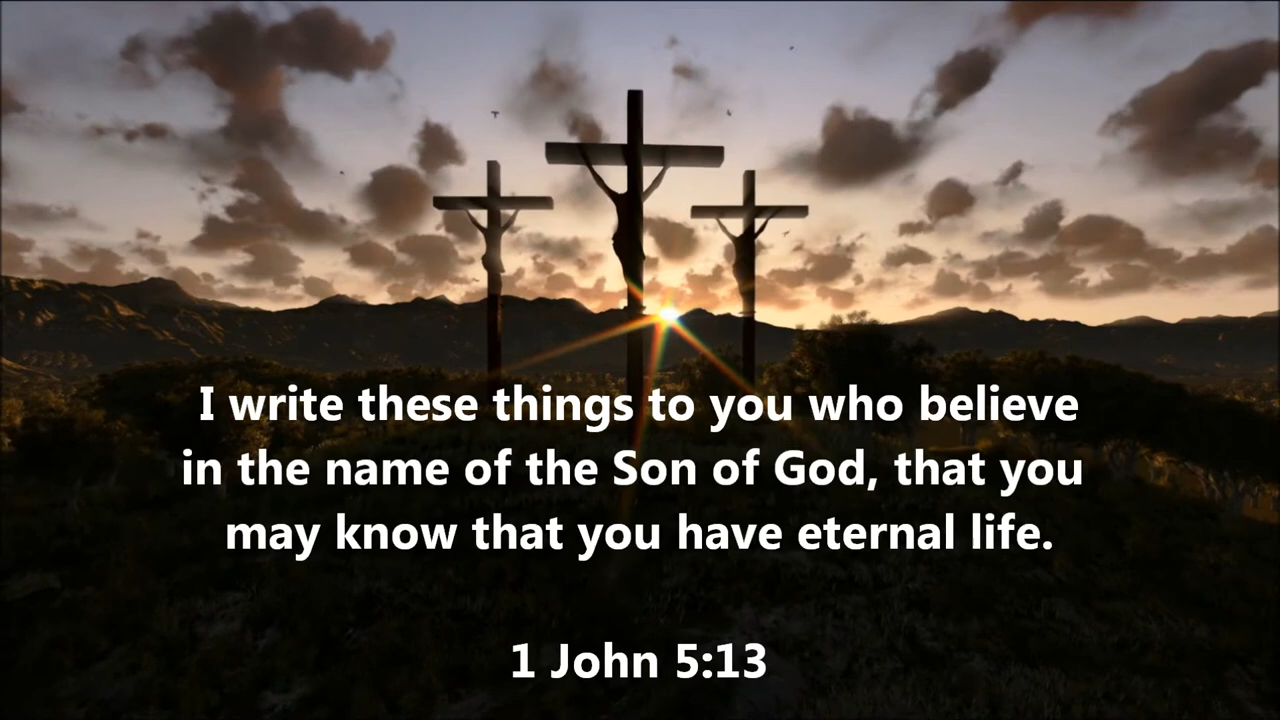 I write these things to you who believe
in the name of the Son of God, that you
may know that you have eternal life.
1 John 5:13